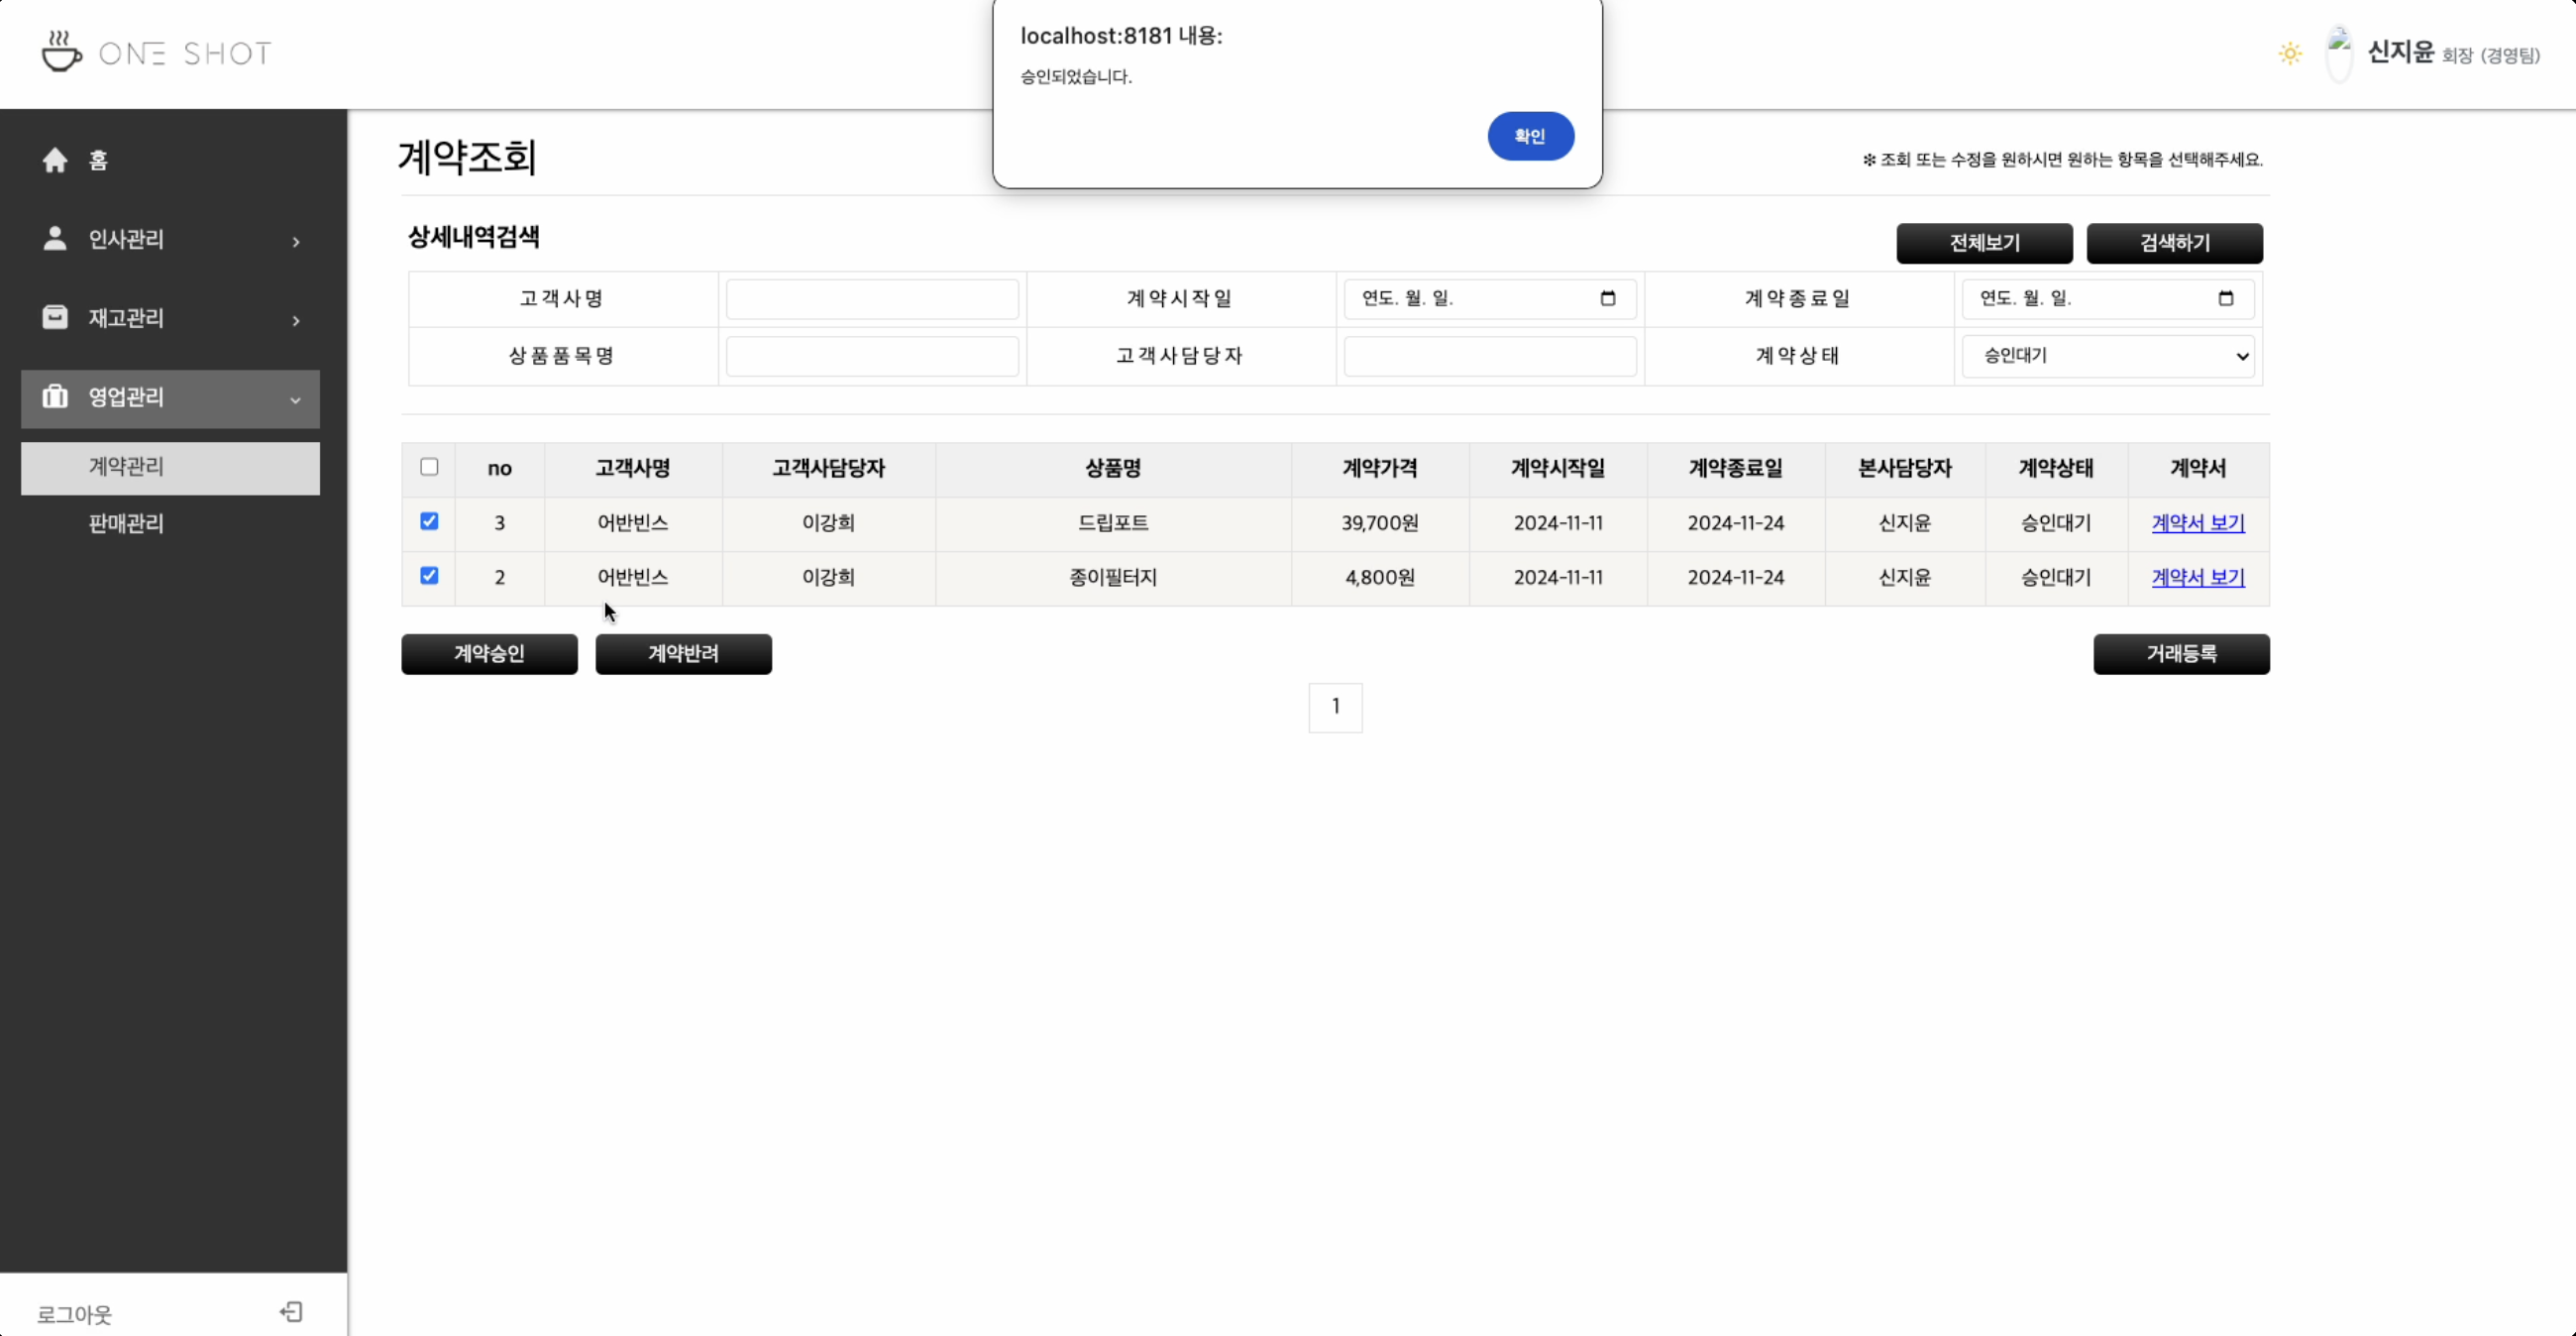 ONE SHOT
localhost:8181 내용:
승인되었습니다.
확인
신지윤 회장 (경영팀)
홈
인사관리
재고관리
영업관리
계약관리
판매관리
로그아웃
계약조회
※ 조회 또는 수정을 원하시면 원하는 항목을 선택해주세요.
상세내역검색
전체보기 검색하기
고객사명 계약시작일 연도. 월. 일. 계약종료일 연도. 월. 일.
상품품목명 고객사담당자 계약상태 승인대기
no 고객사명 고객사담당자 상품명 계약가격 계약시작일 계약종료일 본사담당자 계약상태 계약서
3 어반빈스 이강희 드립포트 39,700원 2024-11-11 2024-11-24 신지윤 승인대기 계약서 보기
2 어반빈스 이강희 종이필터지 4,800원 2024-11-11 2024-11-24 신지윤 승인대기 계약서 보기
계약승인 계약반려 거래등록
1